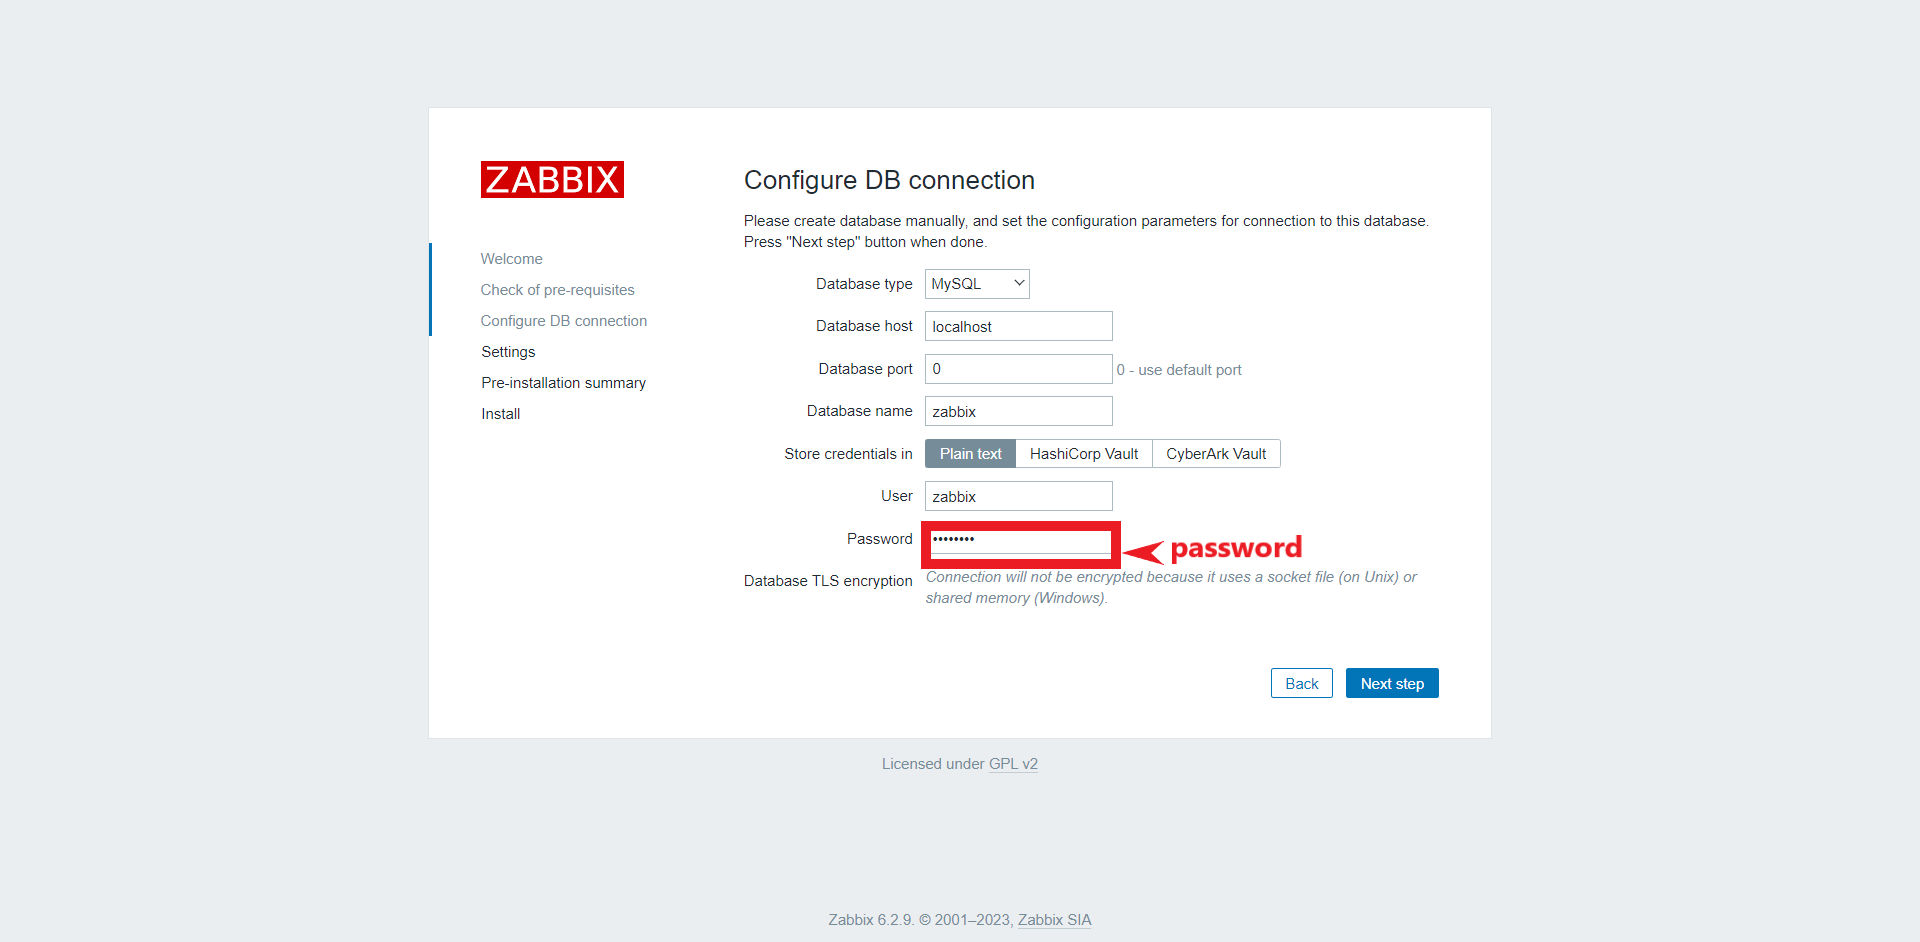 ZABBIX
Welcome
Check of pre-requisites
Configure DB connection
Settings
Pre-installation summary
Install
Configure DB connection
Please create database manually, and set the configuration parameters for connection to this database.
Press "Next step" button when done.
Database type MySQL
Database host localhost
Database port 0 0 - use default port
Database name zabbix
Store credentials in Plain text HashiCorp Vault CyberArk Vault
User zabbix
Password •••••••• password
Database TLS encryption Connection will not be encrypted because it uses a socket file (on Unix) or
shared memory (Windows).
Back Next step
Licensed under GPL v2
Zabbix 6.2.9. © 2001–2023, Zabbix SIA